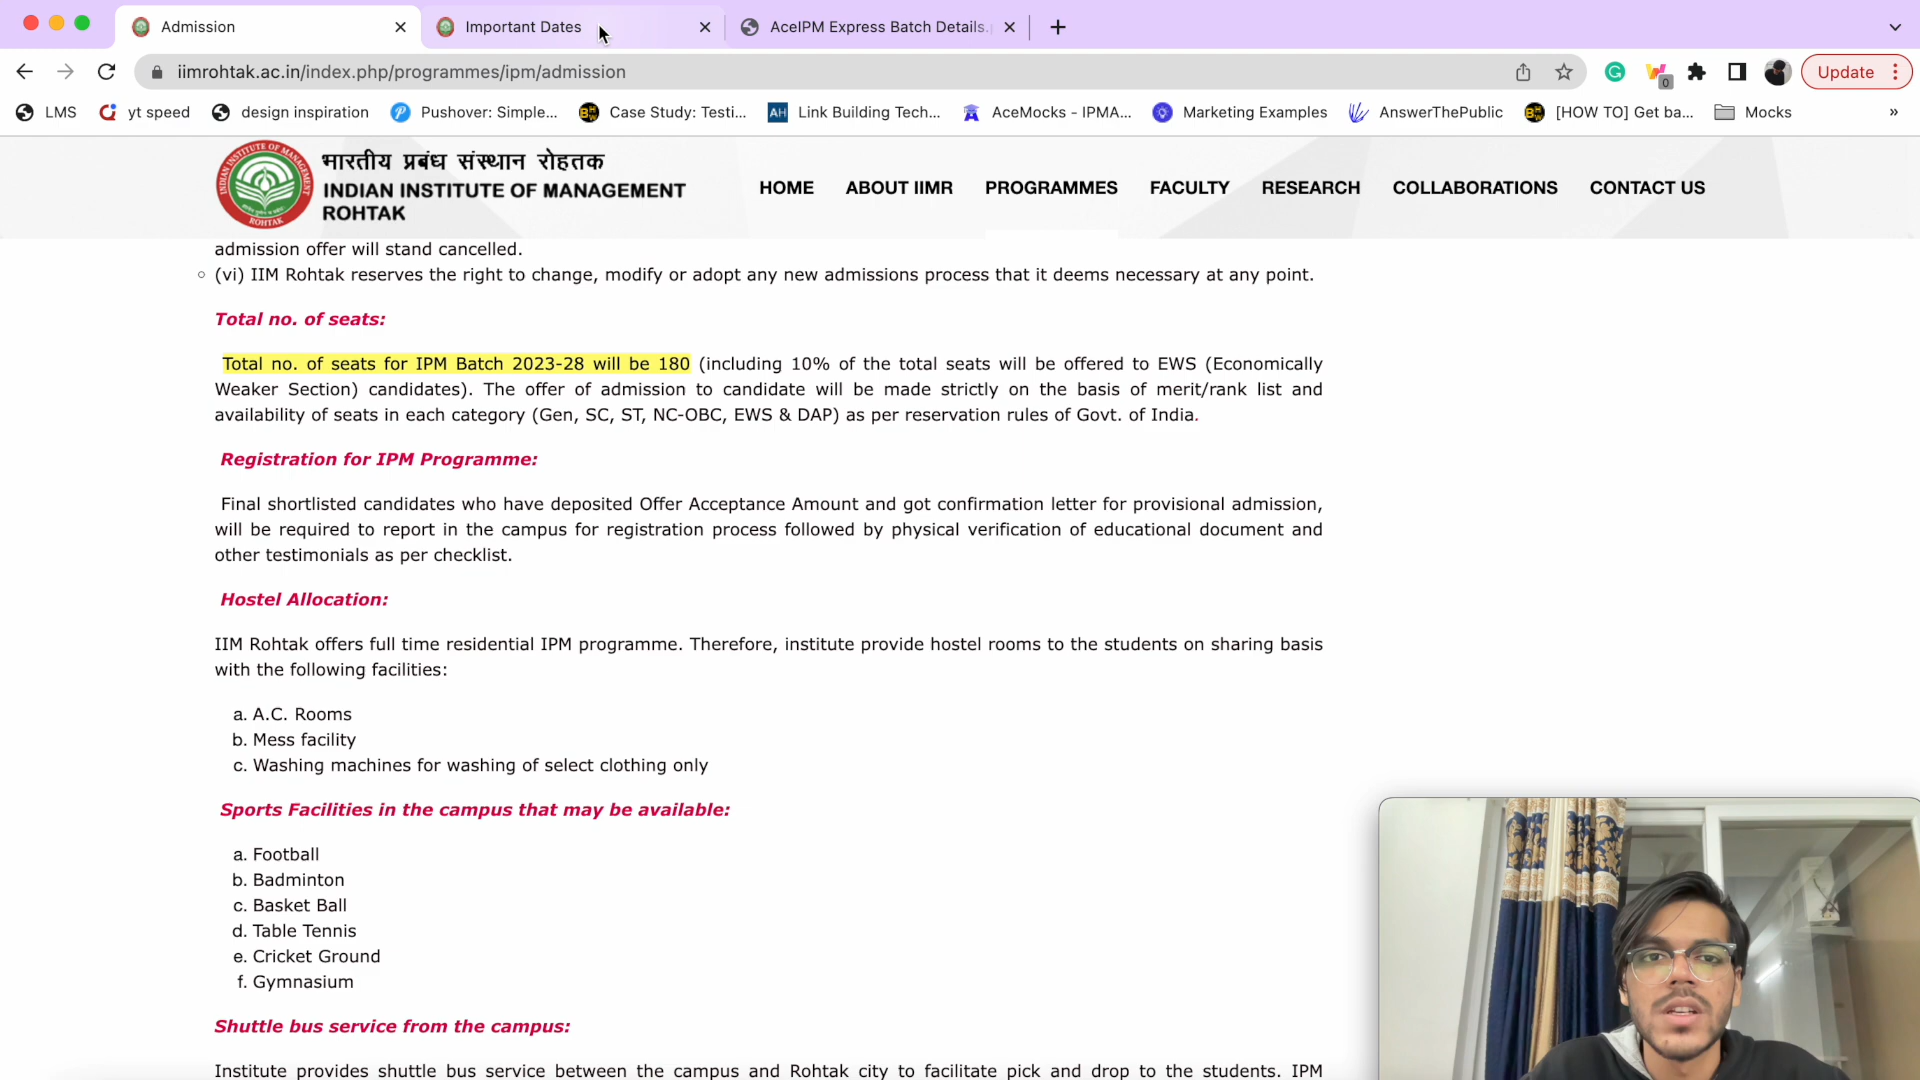 Admission
Important Dates
AceIPM Express Batch Details.
iimrohtak.ac.in/index.php/programmes/ipm/admission
0
Update
LMS
yt speed
design inspiration
Pushover: Simple...
Case Study: Testi...
AH
Link Building Tech...
AceMocks - IPMA...
Marketing Examples
AnswerThePublic
[HOW TO] Get ba...
Mocks
»
INDIAN INSTITUTE OF MANAGEMENT
ROHTAK
भारतीय प्रबंध संस्थान रोहतक
INDIAN INSTITUTE OF MANAGEMENT
ROHTAK
HOME
ABOUT IIMR
PROGRAMMES
FACULTY
RESEARCH
COLLABORATIONS
CONTACT US
admission offer will stand cancelled.
(vi) IIM Rohtak reserves the right to change, modify or adopt any new admissions process that it deems necessary at any point.
Total no. of seats:
Total no. of seats for IPM Batch 2023-28 will be 180 (including 10% of the total seats will be offered to EWS (Economically
Weaker Section) candidates). The offer of admission to candidate will be made strictly on the basis of merit/rank list and
availability of seats in each category (Gen, SC, ST, NC-OBC, EWS & DAP) as per reservation rules of Govt. of India.
Registration for IPM Programme:
Final shortlisted candidates who have deposited Offer Acceptance Amount and got confirmation letter for provisional admission,
will be required to report in the campus for registration process followed by physical verification of educational document and
other testimonials as per checklist.
Hostel Allocation:
IIM Rohtak offers full time residential IPM programme. Therefore, institute provide hostel rooms to the students on sharing basis
with the following facilities:
a. A.C. Rooms
b. Mess facility
c. Washing machines for washing of select clothing only
Sports Facilities in the campus that may be available:
a. Football
b. Badminton
c. Basket Ball
d. Table Tennis
e. Cricket Ground
f. Gymnasium
Shuttle bus service from the campus:
Institute provides shuttle bus service between the campus and Rohtak city to facilitate pick and drop to the students. IPM